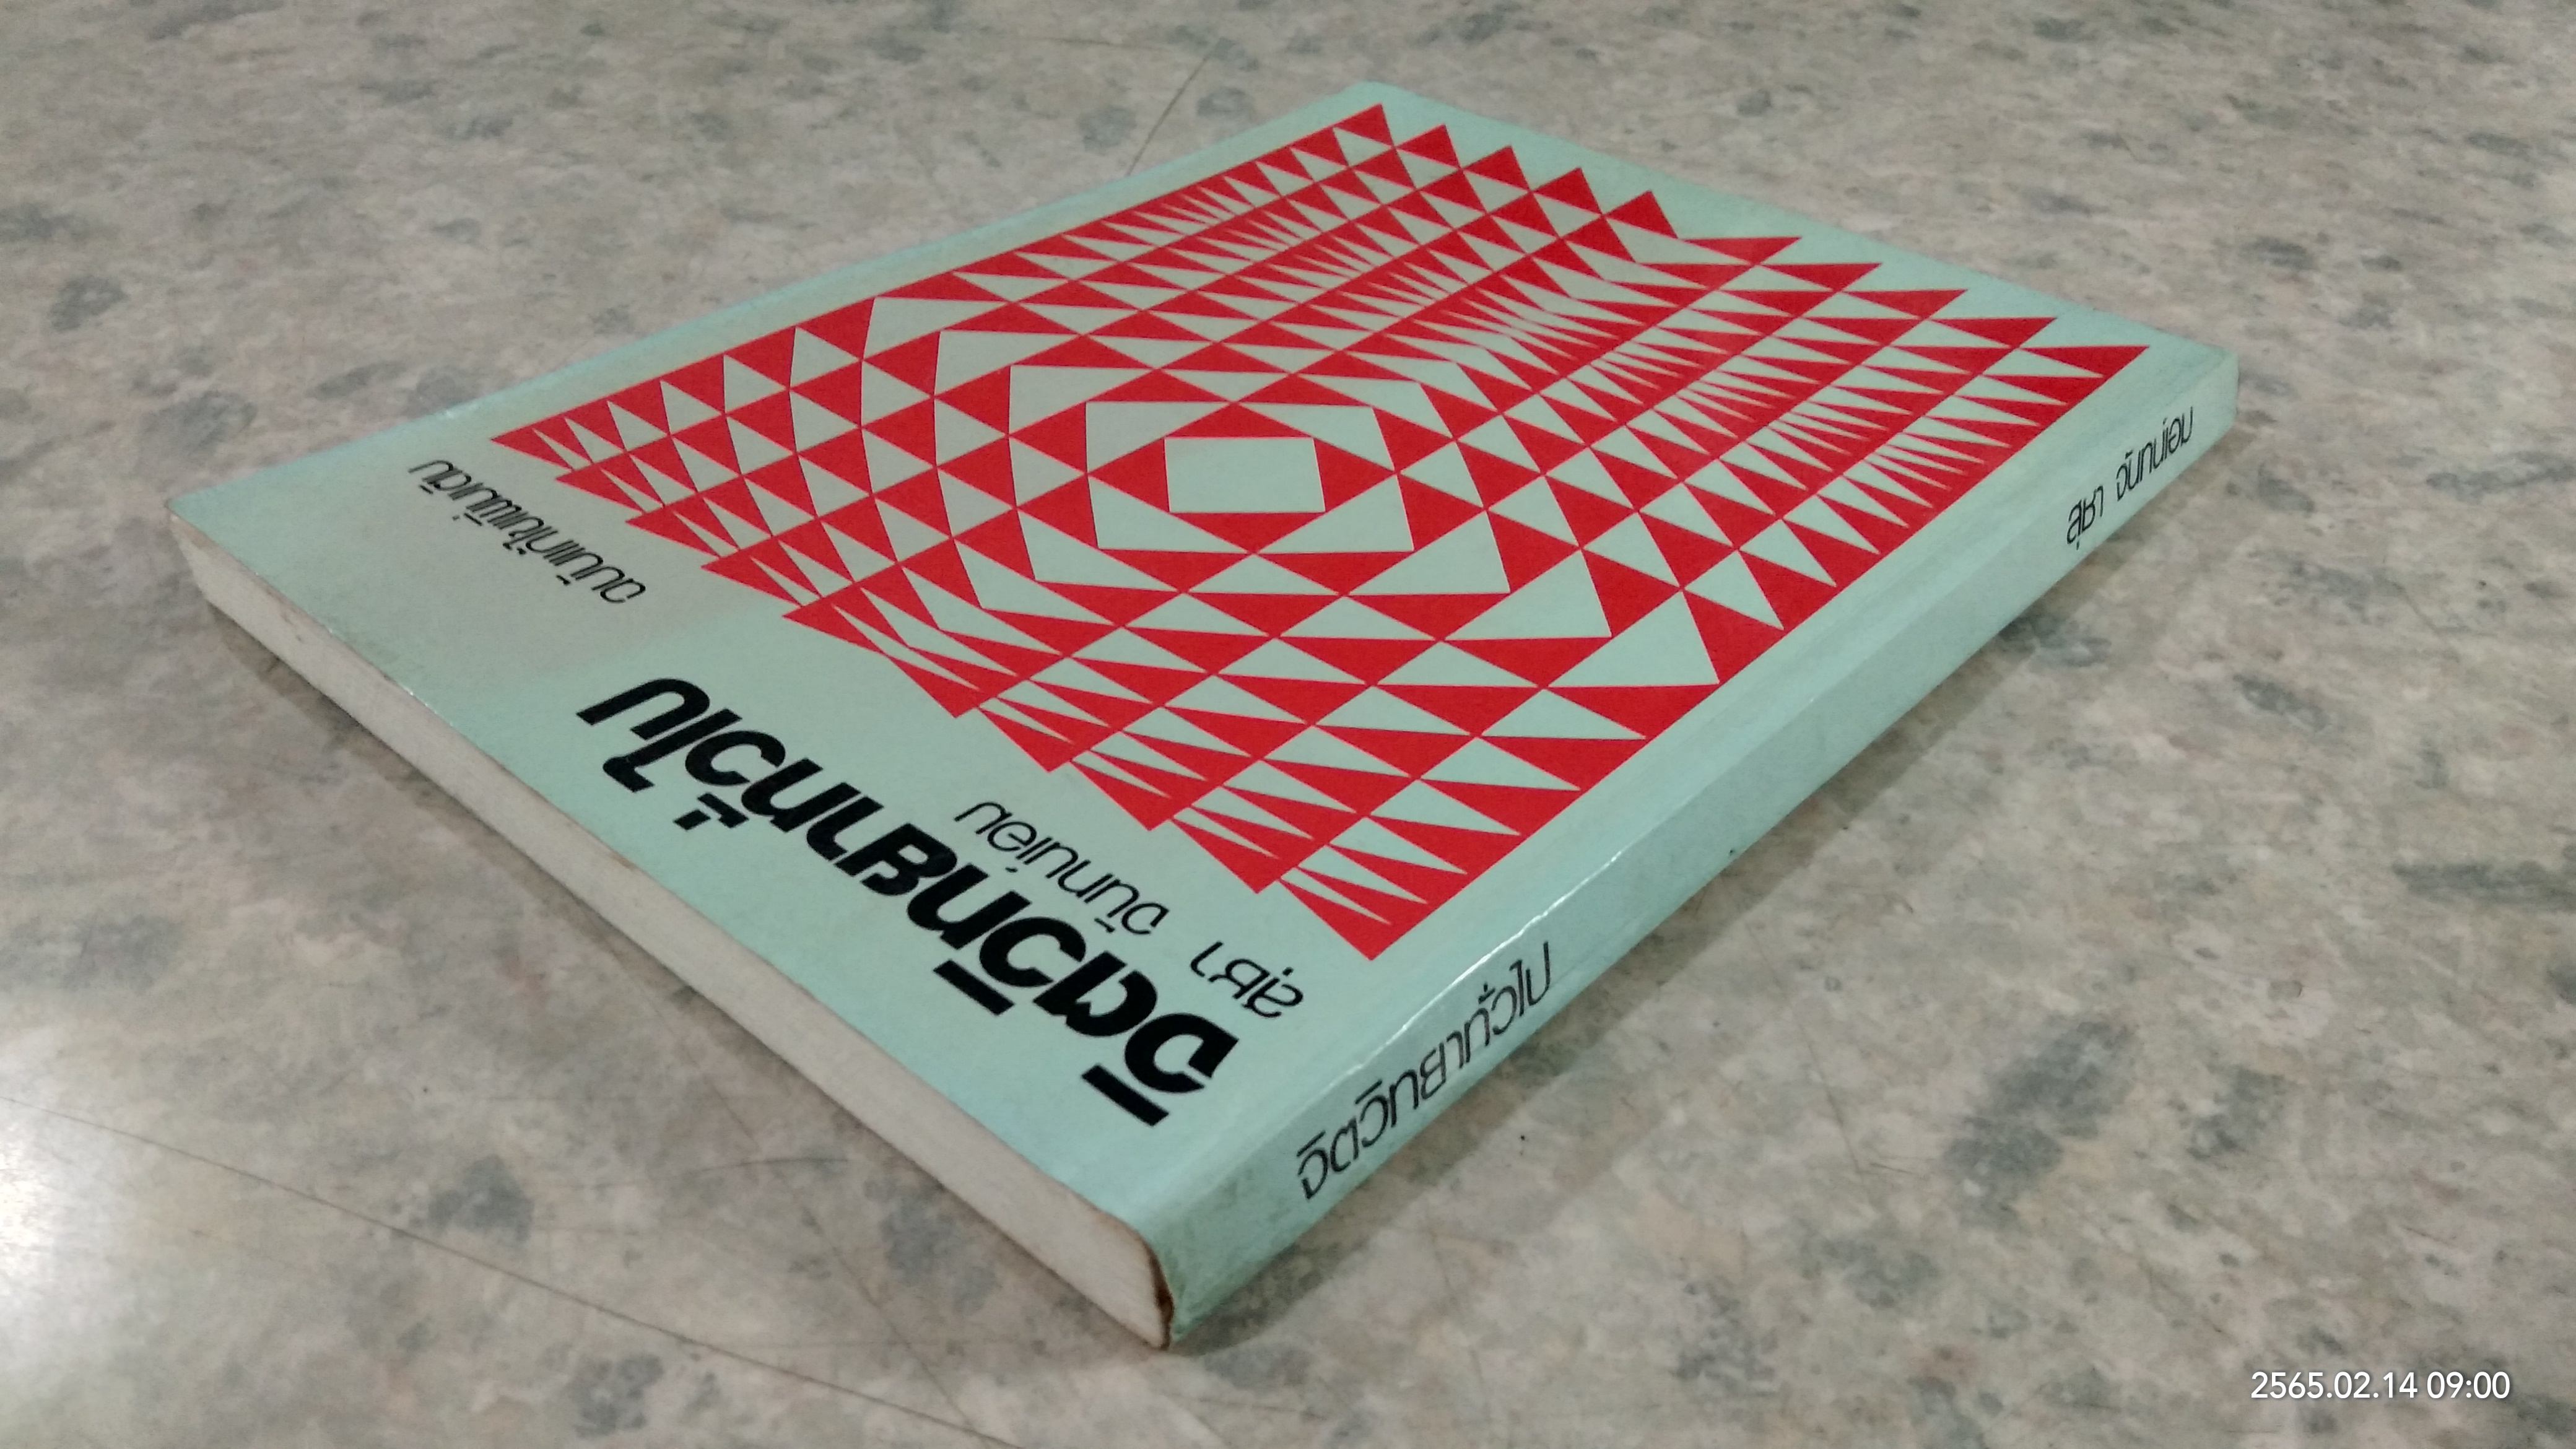 จิตวิทยาทั่วไป
สุชา จันทน์เอม
ฉบับแก้ไขเพิ่มเติม
จิตวิทยาทั่วไป
สุชา จันทน์เอม
2565.02.14 09:00